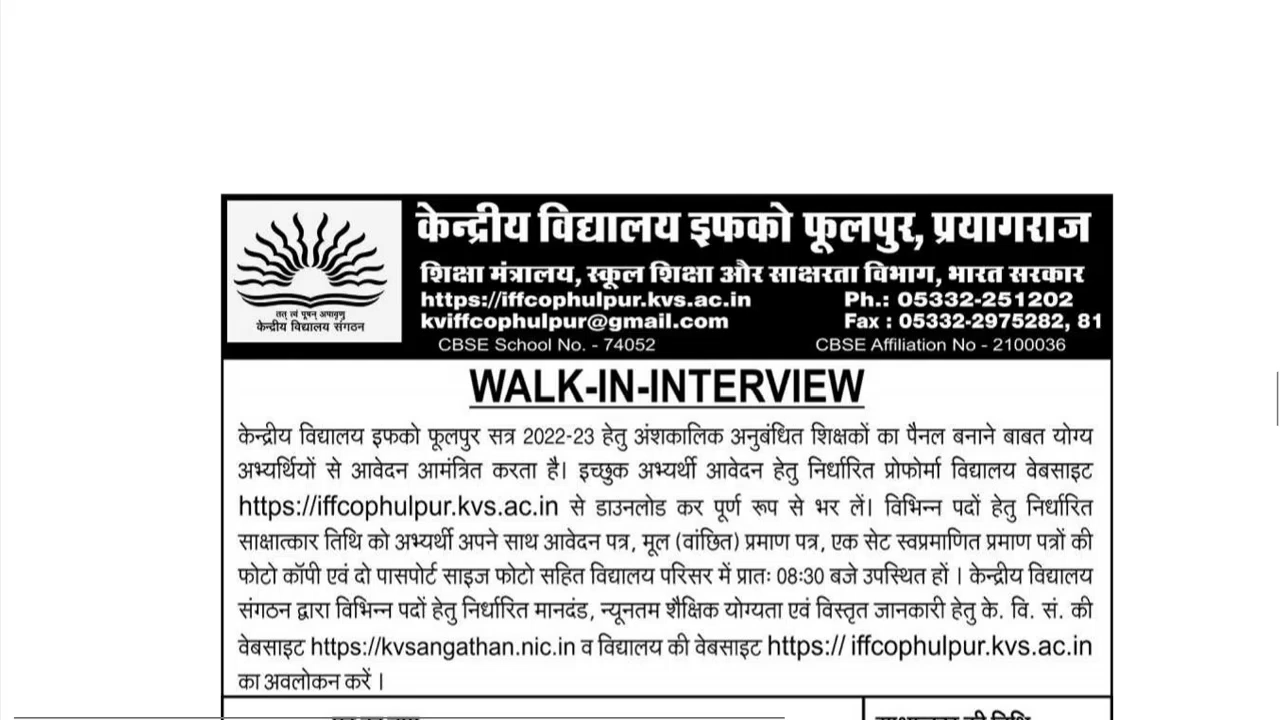 केन्द्रीय विद्यालय इफको फूलपुर, प्रयागराज
शिक्षा मंत्रालय, स्कूल शिक्षा और साक्षरता विभाग, भारत सरकार
https://iffcophulpur.kvs.ac.in Ph.: 05332-251202
kviffcophulpur@gmail.com Fax : 05332-2975282, 81
CBSE School No. - 74052 CBSE Affiliation No - 2100036
तत् त्वं पूषन् अपावृणु
केन्द्रीय विद्यालय संगठन
WALK-IN-INTERVIEW
केन्द्रीय विद्यालय इफको फूलपुर सत्र 2022-23 हेतु अंशकालिक अनुबंधित शिक्षकों का पैनल बनाने बाबत योग्य
अभ्यर्थियों से आवेदन आमंत्रित करता है। इच्छुक अभ्यर्थी आवेदन हेतु निर्धारित प्रोफोर्मा विद्यालय वेबसाइट
https://iffcophulpur.kvs.ac.in से डाउनलोड कर पूर्ण रूप से भर लें। विभिन्न पदों हेतु निर्धारित
साक्षात्कार तिथि को अभ्यर्थी अपने साथ आवेदन पत्र, मूल (वांछित) प्रमाण पत्र, एक सेट स्वप्रमाणित प्रमाण पत्रों की
फोटो कॉपी एवं दो पासपोर्ट साइज फोटो सहित विद्यालय परिसर में प्रातः 08:30 बजे उपस्थित हों । केन्द्रीय विद्यालय
संगठन द्वारा विभिन्न पदों हेतु निर्धारित मानदंड, न्यूनतम शैक्षिक योग्यता एवं विस्तृत जानकारी हेतु के. वि. सं. की
वेबसाइट https://kvsangathan.nic.in व विद्यालय की वेबसाइट https:// iffcophulpur.kvs.ac.in
का अवलोकन करें ।